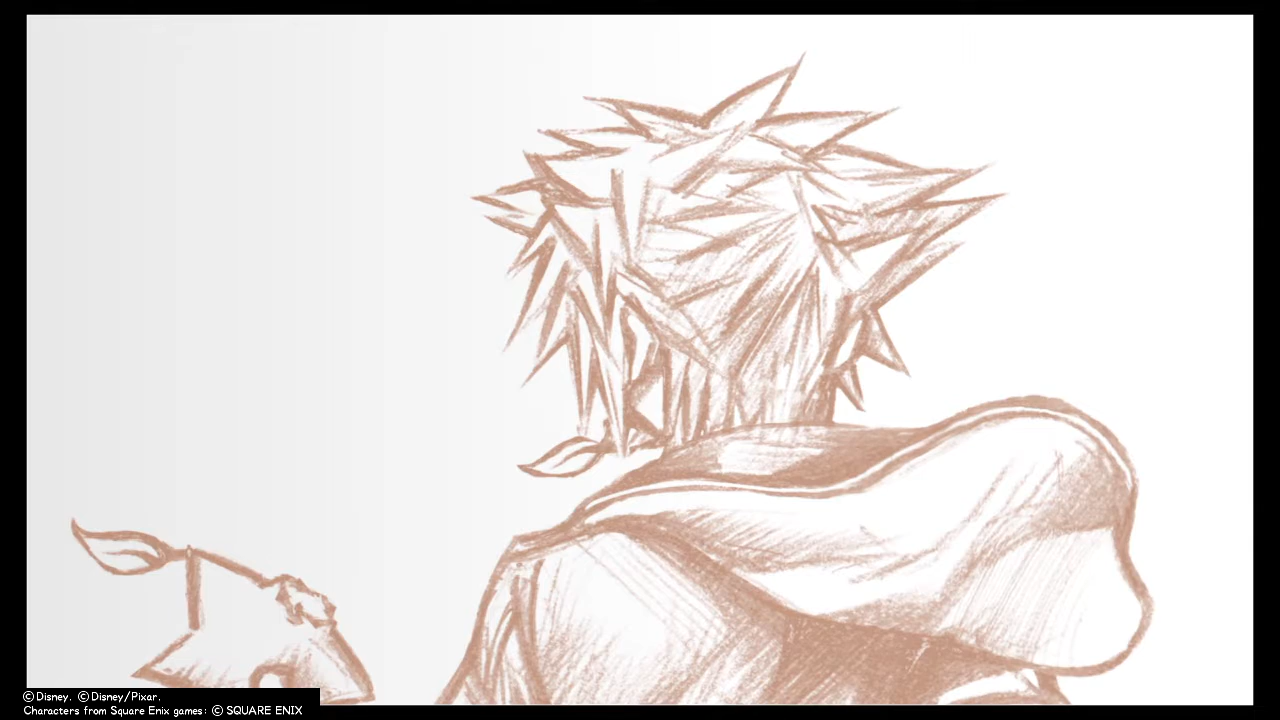 © Disney. © Disney/Pixar.
Characters from Square Enix games: © SQUARE ENIX